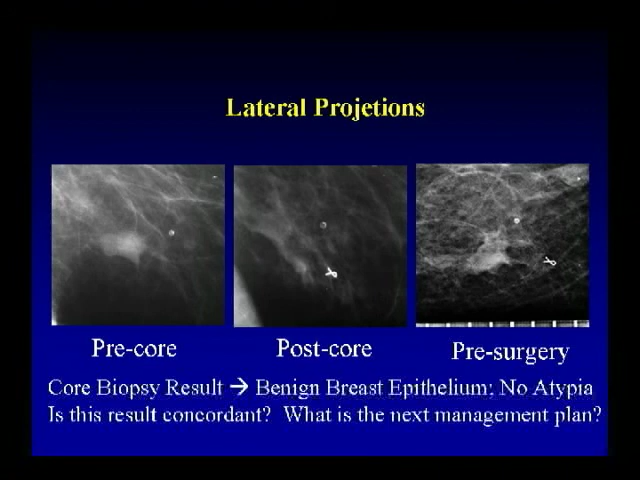 Lateral Projetions
Pre-core
Post-core
Pre-surgery
Core Biopsy Result → Benign Breast Epithelium; No Atypia
Is this result concordant? What is the next management plan?